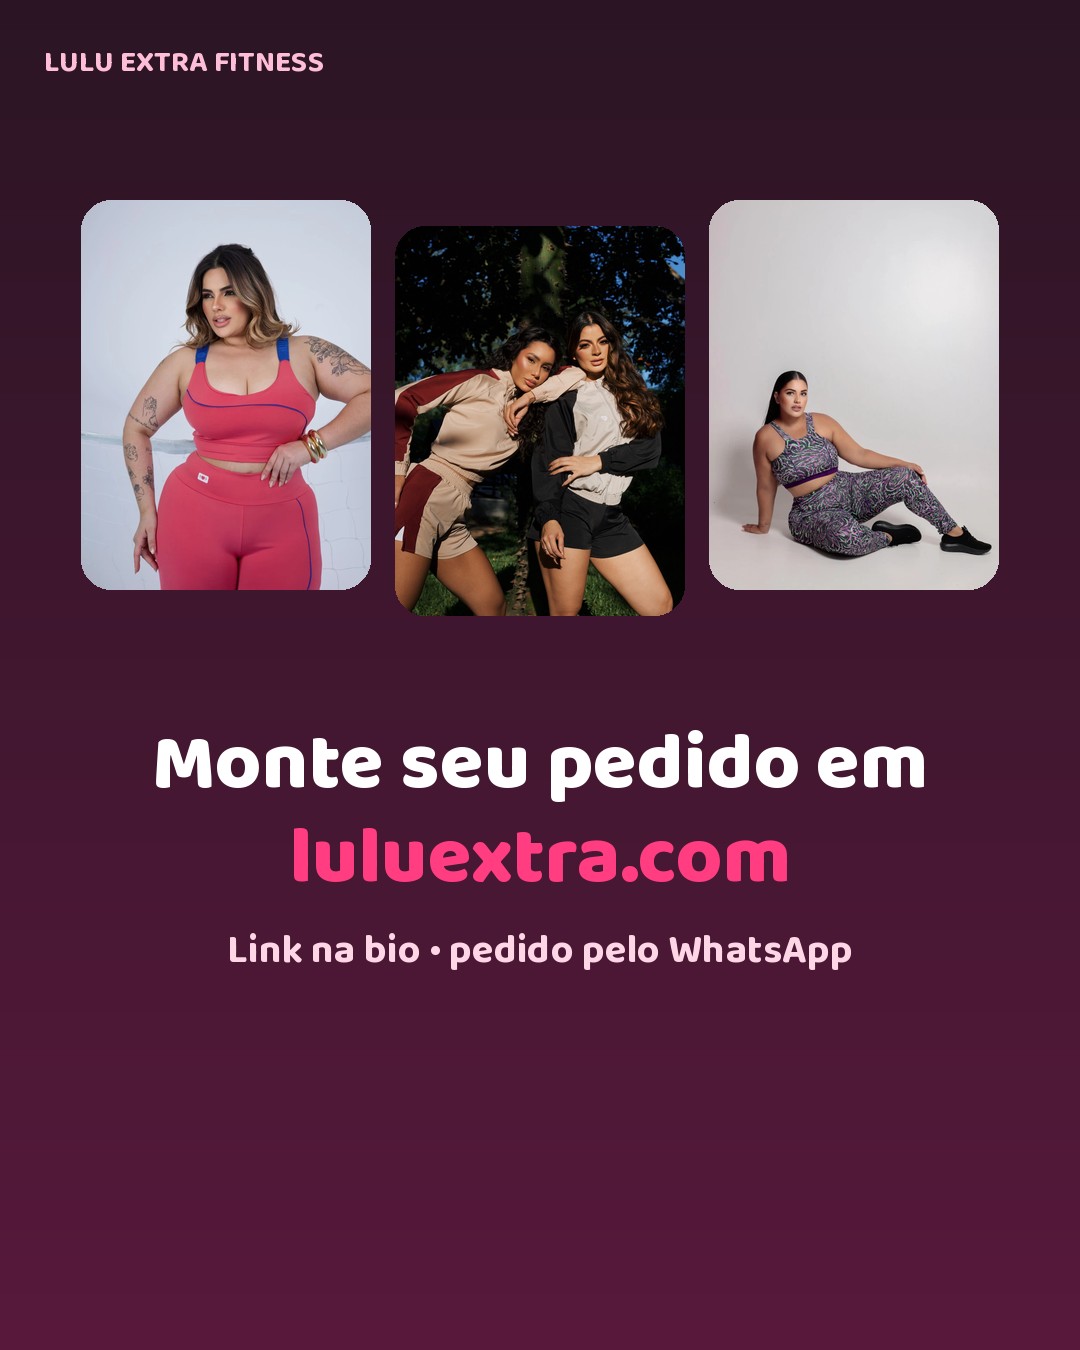 LULU EXTRA FITNESS
Monte seu pedido em
luluextra.com
Link na bio • pedido pelo WhatsApp